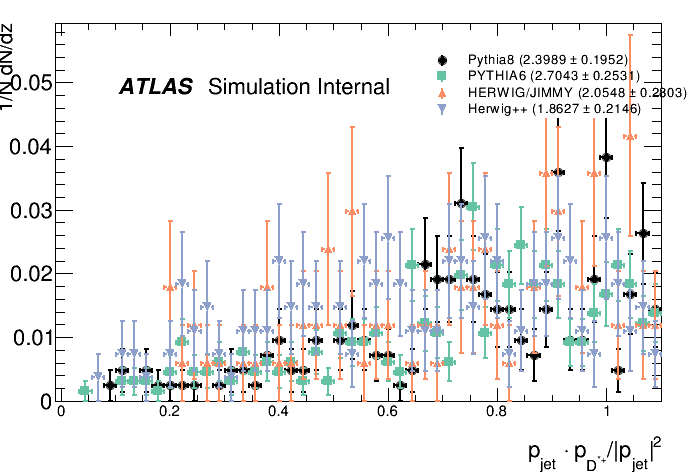 1/N dN/dz
ATLAS Simulation Internal
Pythia8 (2.3989 ± 0.1952)
PYTHIA6 (2.7043 ± 0.2531)
HERWIG/JIMMY (2.0548 ± 0.2803)
Herwig++ (1.8627 ± 0.2146)
0.05
0.04
0.03
0.02
0.01
0
0 0.2 0.4 0.6 0.8 1
p_jet · p_D*+/|p_jet|²